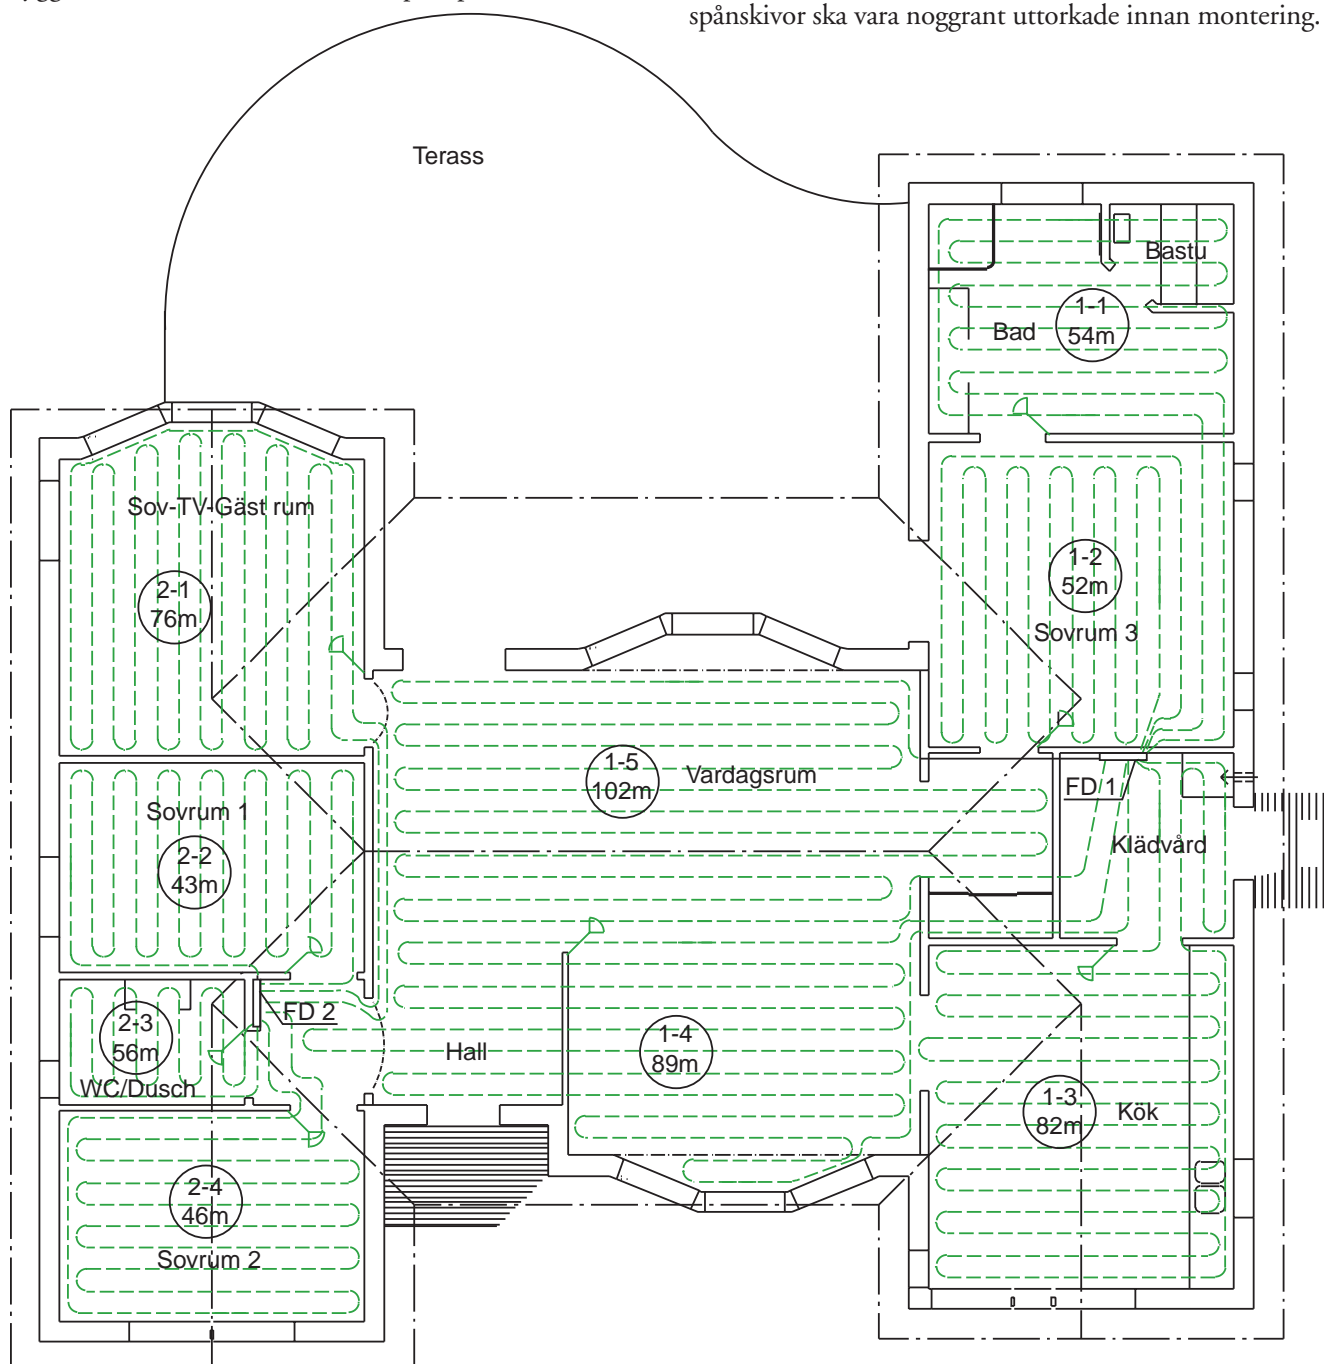 spånskivor ska vara noggrant uttorkade innan montering.
Terass
Bastu
1-1
54m
Bad
Sov-TV-Gäst rum
2-1
76m
1-2
52m
Sovrum 3
1-5
102m
Vardagsrum
FD 1
Sovrum 1
2-2
43m
Klädvård
FD 2
2-3
56m
WC/Dusch
Hall
1-4
89m
1-3
82m
Kök
2-4
46m
Sovrum 2